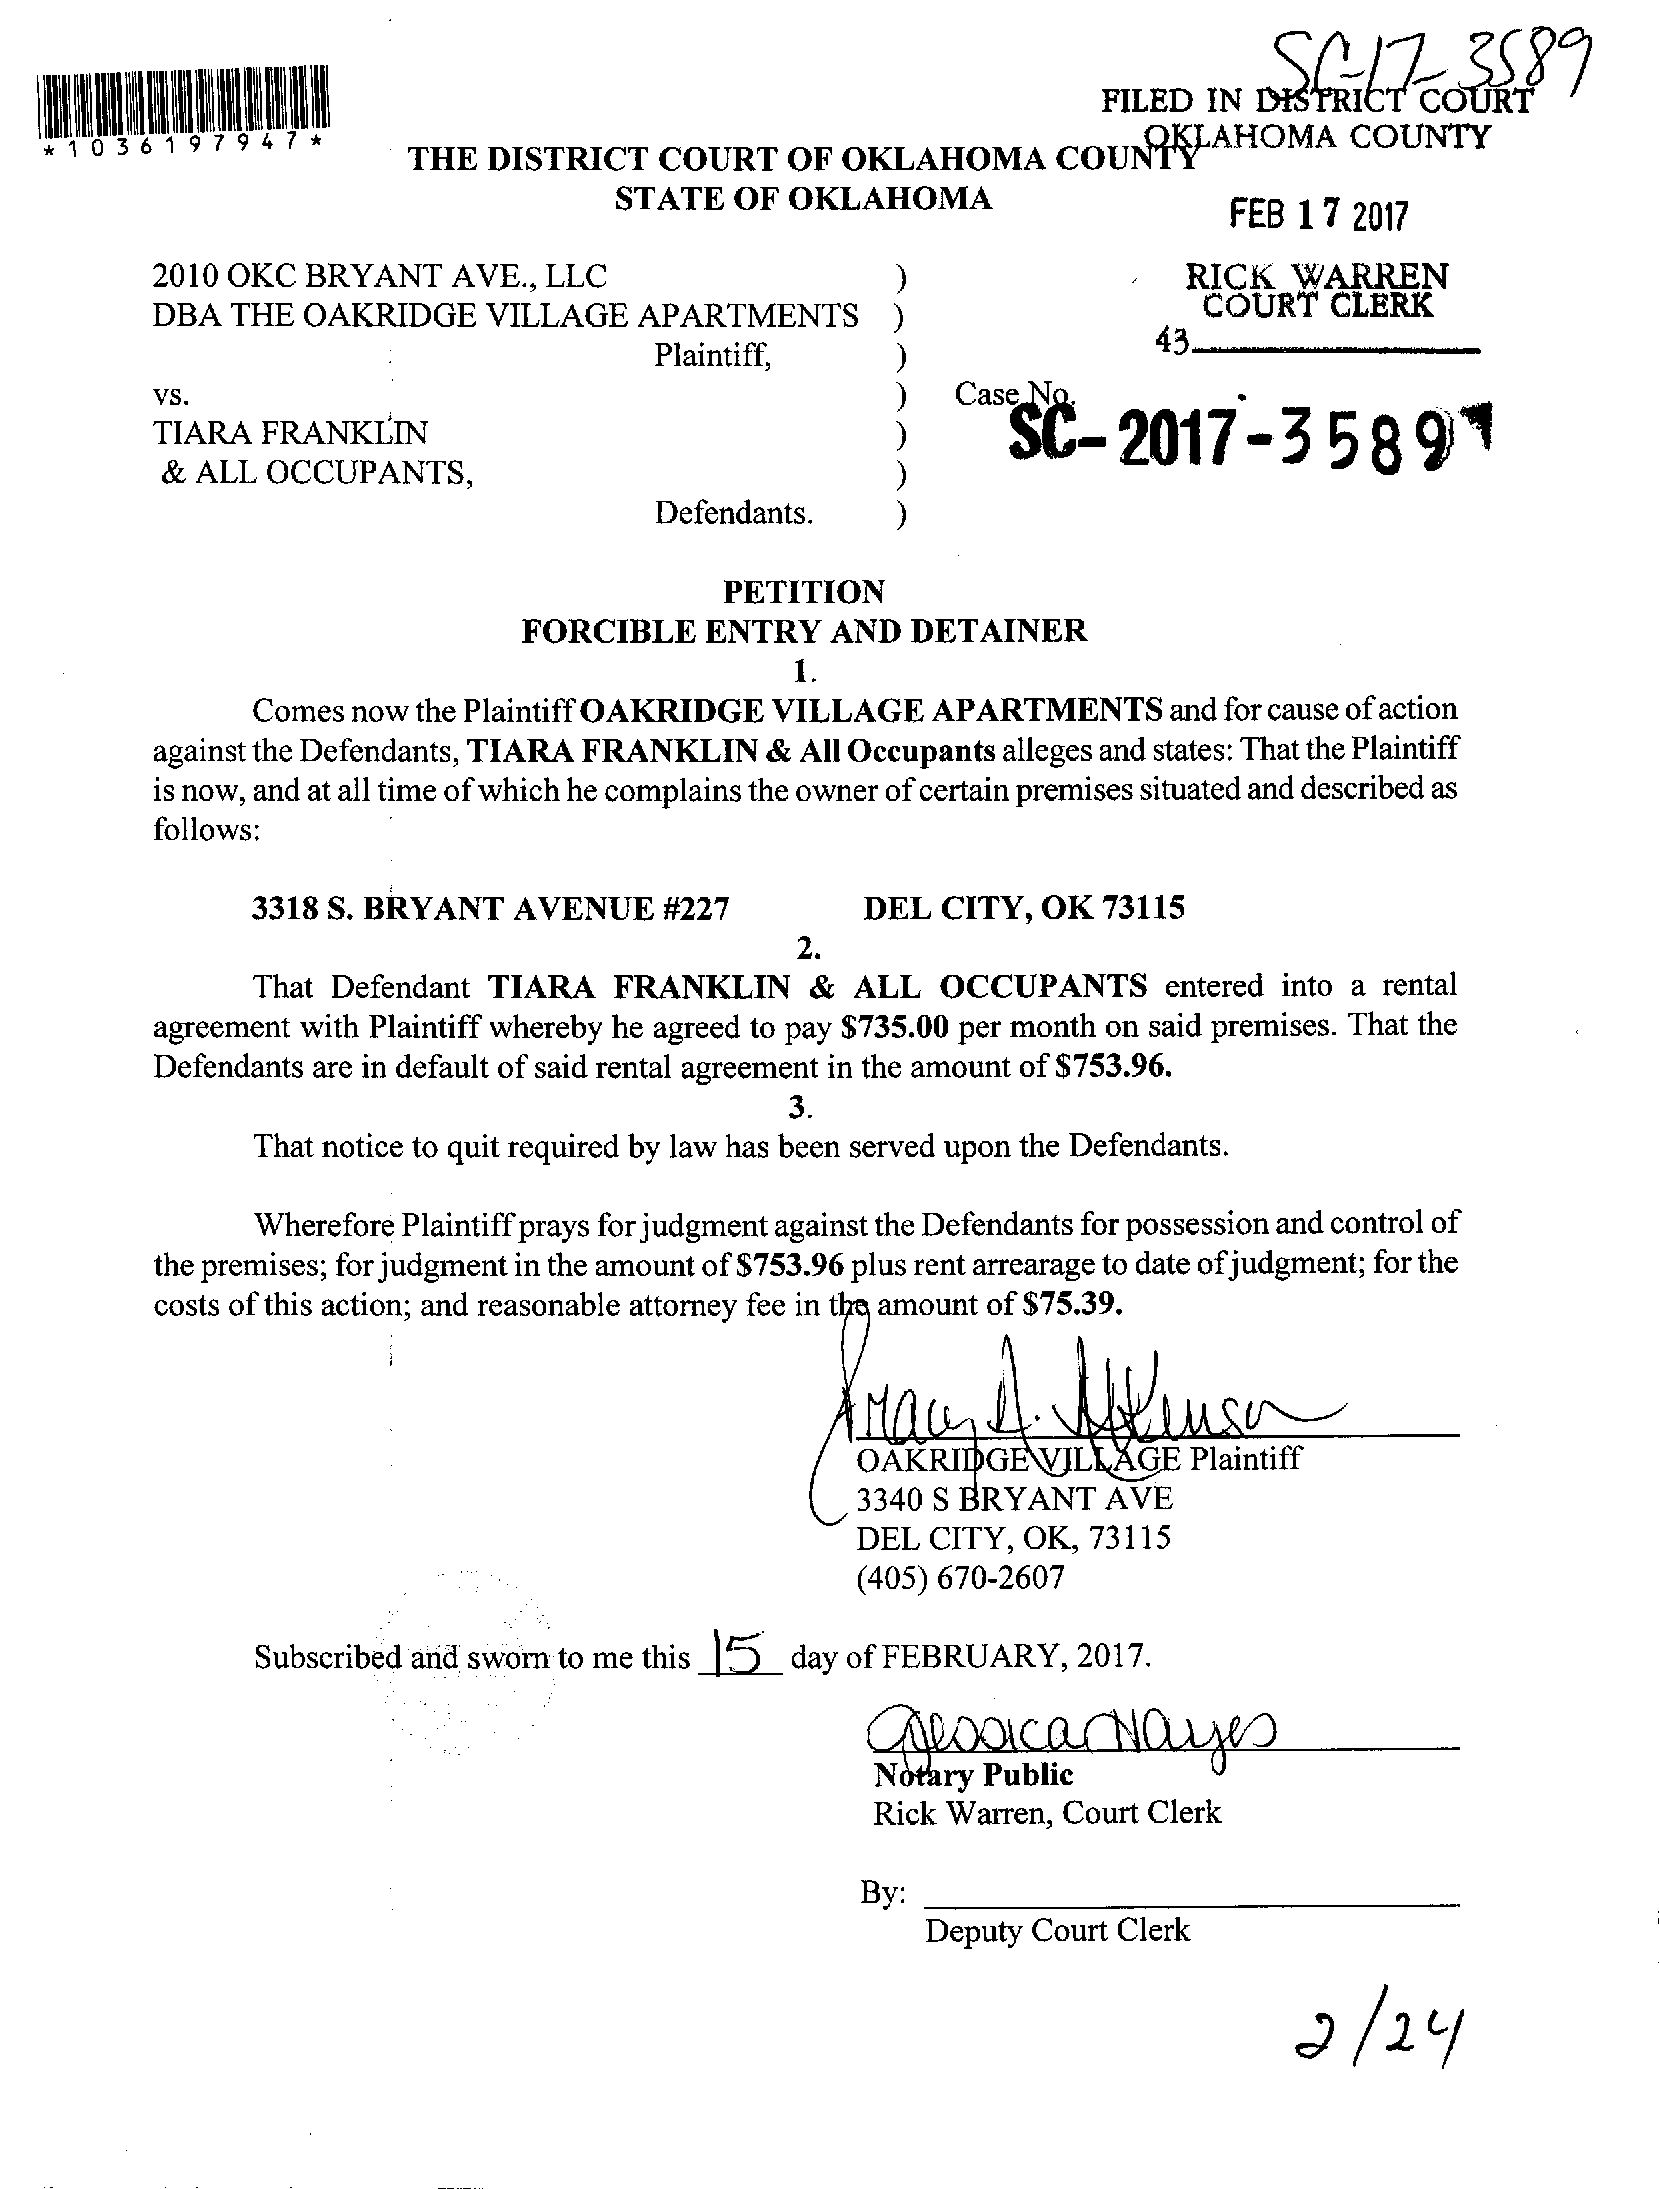 SC-17-3589
FILED IN DISTRICT COURT
OKLAHOMA COUNTY
*1036197947*
THE DISTRICT COURT OF OKLAHOMA COUNTY
STATE OF OKLAHOMA
FEB 17 2017
2010 OKC BRYANT AVE., LLC )
RICK WARREN
COURT CLERK
DBA THE OAKRIDGE VILLAGE APARTMENTS )
43
Plaintiff, )
vs. ) Case No.
SC-2017-3589
TIARA FRANKLIN )
& ALL OCCUPANTS, )
Defendants. )
PETITION
FORCIBLE ENTRY AND DETAINER
1.
Comes now the Plaintiff OAKRIDGE VILLAGE APARTMENTS and for cause of action
against the Defendants, TIARA FRANKLIN & All Occupants alleges and states: That the Plaintiff
is now, and at all time of which he complains the owner of certain premises situated and described as
follows:
3318 S. BRYANT AVENUE #227 DEL CITY, OK 73115
2.
That Defendant TIARA FRANKLIN & ALL OCCUPANTS entered into a rental
agreement with Plaintiff whereby he agreed to pay $735.00 per month on said premises. That the
Defendants are in default of said rental agreement in the amount of $753.96.
3.
That notice to quit required by law has been served upon the Defendants.
Wherefore Plaintiff prays for judgment against the Defendants for possession and control of
the premises; for judgment in the amount of $753.96 plus rent arrearage to date of judgment; for the
costs of this action; and reasonable attorney fee in the amount of $75.39.
Tracy A. Atkinson
OAKRIDGE VILLAGE Plaintiff
3340 S BRYANT AVE
DEL CITY, OK, 73115
(405) 670-2607
Subscribed and sworn to me this 15 day of FEBRUARY, 2017.
Jessica Hayes
Notary Public
Rick Warren, Court Clerk
By:
Deputy Court Clerk
2/24